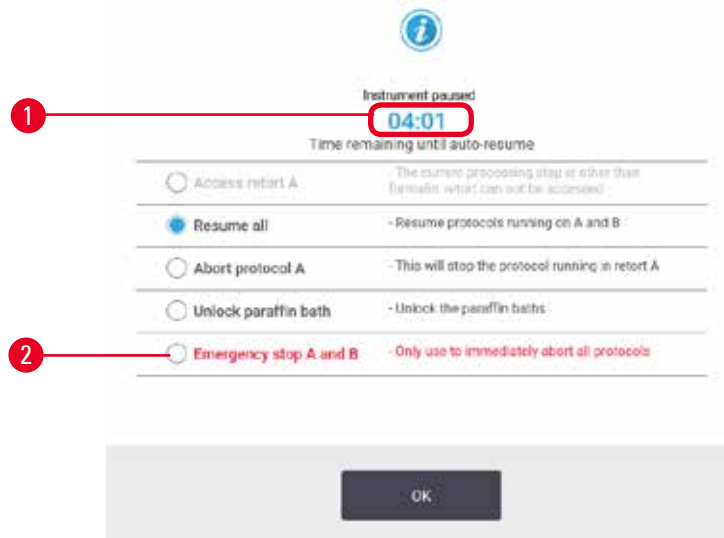 i
Instrument paused
1
04:01
Time remaining until auto-resume
Access retort A - The current processing step is other than
formalin retort can not be accessed
Resume all - Resume protocols running on A and B
Abort protocol A - This will stop the protocol running in retort A
Unlock paraffin bath - Unlock the paraffin baths
2 Emergency stop A and B - Only use to immediately abort all protocols
OK